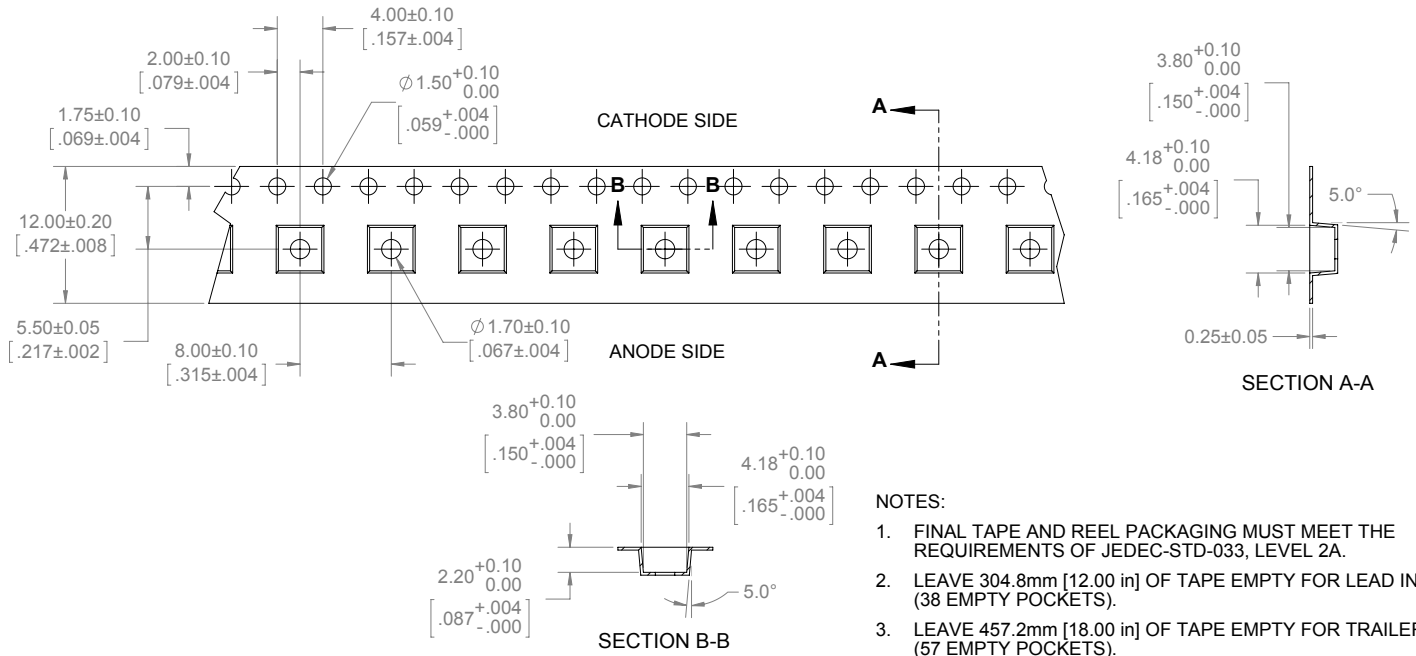 4.00±0.10
[.157±.004]
2.00±0.10
[.079±.004]
⌀1.50+0.10
0.00
[.059+.004
-.000]
1.75±0.10
[.069±.004]
CATHODE SIDE
A
A
B
B
12.00±0.20
[.472±.008]
5.50±0.05
[.217±.002]
8.00±0.10
[.315±.004]
⌀1.70±0.10
[.067±.004]
ANODE SIDE
3.80+0.10
0.00
[.150+.004
-.000]
4.18+0.10
0.00
[.165+.004
-.000]
5.0°
0.25±0.05
SECTION A-A
3.80+0.10
0.00
[.150+.004
-.000]
4.18+0.10
0.00
[.165+.004
-.000]
2.20+0.10
0.00
[.087+.004
-.000]
5.0°
SECTION B-B
NOTES:
1. FINAL TAPE AND REEL PACKAGING MUST MEET THE
REQUIREMENTS OF JEDEC-STD-033, LEVEL 2A.
2. LEAVE 304.8mm [12.00 in] OF TAPE EMPTY FOR LEAD IN
(38 EMPTY POCKETS).
3. LEAVE 457.2mm [18.00 in] OF TAPE EMPTY FOR TRAILER
(57 EMPTY POCKETS).